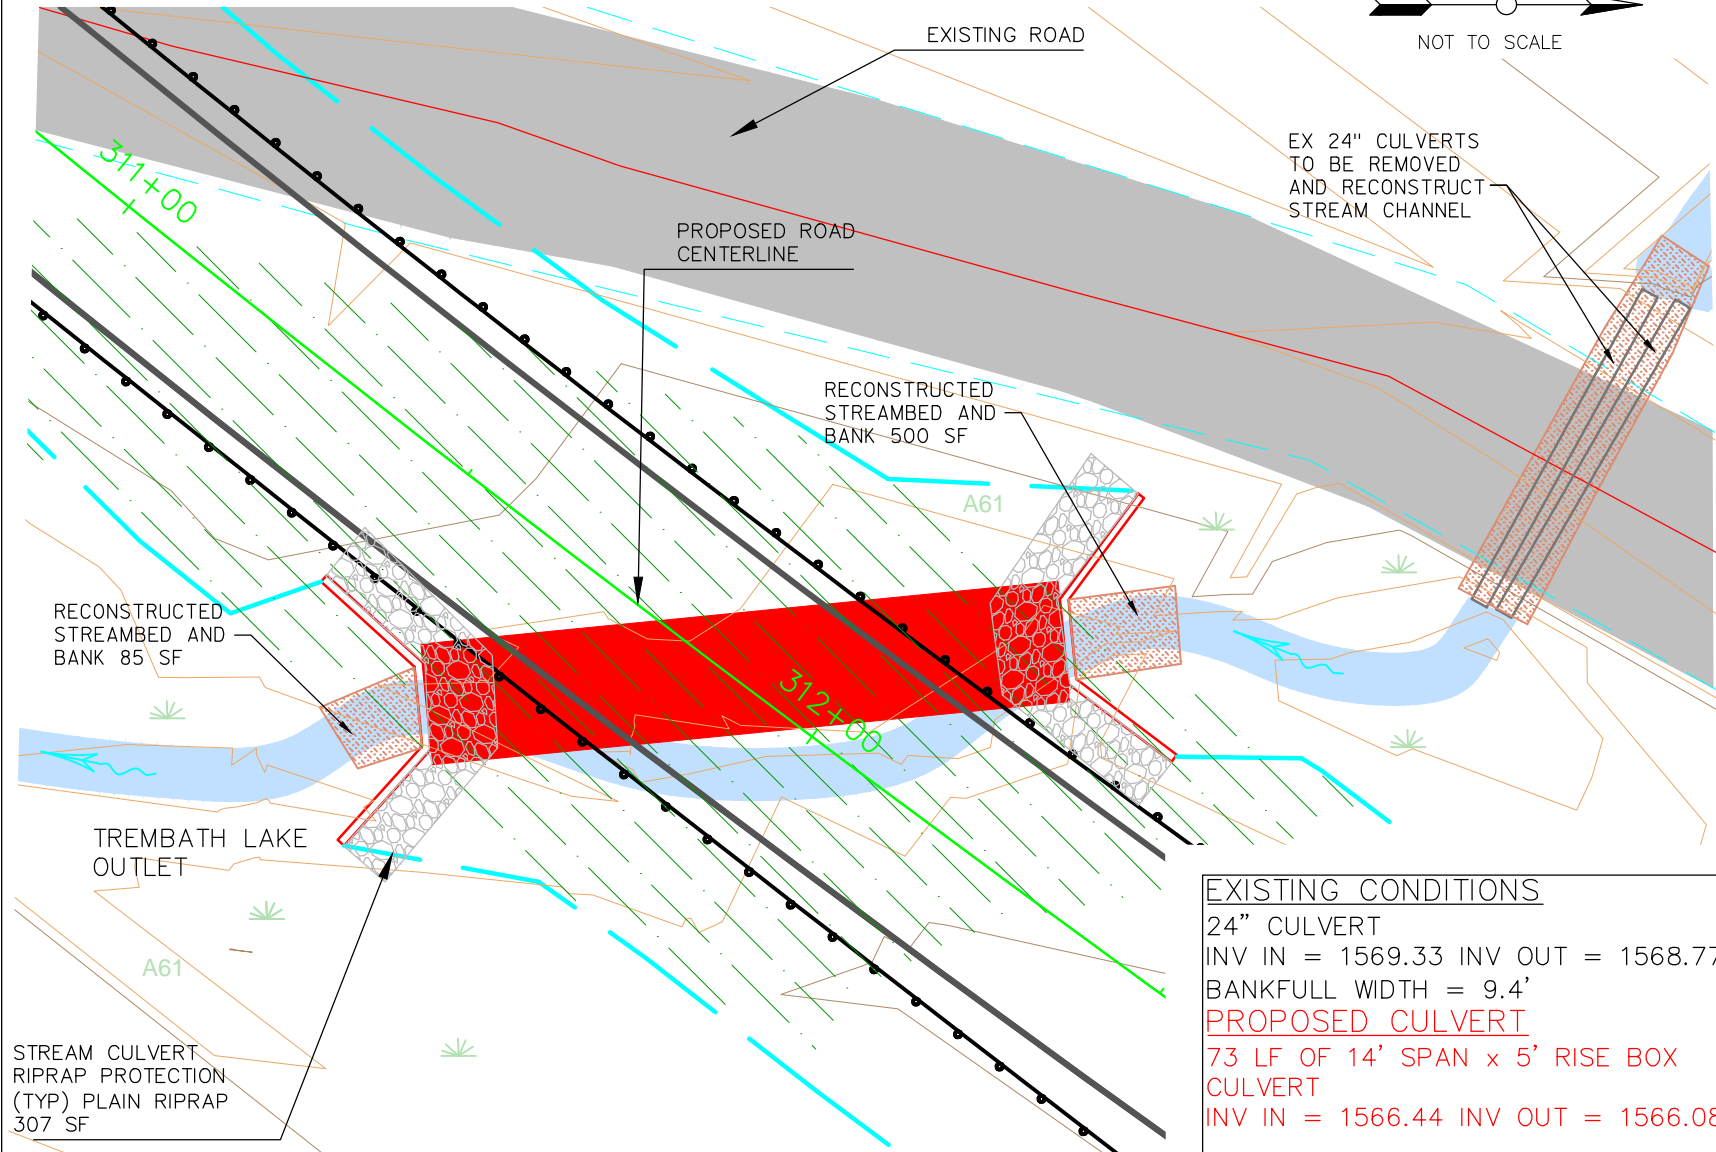 NOT TO SCALE
EXISTING ROAD
EX 24" CULVERTS
TO BE REMOVED
AND RECONSTRUCT
STREAM CHANNEL
311+00
PROPOSED ROAD
CENTERLINE
RECONSTRUCTED
STREAMBED AND
BANK 500 SF
A61
RECONSTRUCTED
STREAMBED AND
BANK 85 SF
312+00
TREMBATH LAKE
OUTLET
A61
STREAM CULVERT
RIPRAP PROTECTION
(TYP) PLAIN RIPRAP
307 SF
EXISTING CONDITIONS
24” CULVERT
INV IN = 1569.33 INV OUT = 1568.77
BANKFULL WIDTH = 9.4’
PROPOSED CULVERT
73 LF OF 14’ SPAN x 5’ RISE BOX
CULVERT
INV IN = 1566.44 INV OUT = 1566.08